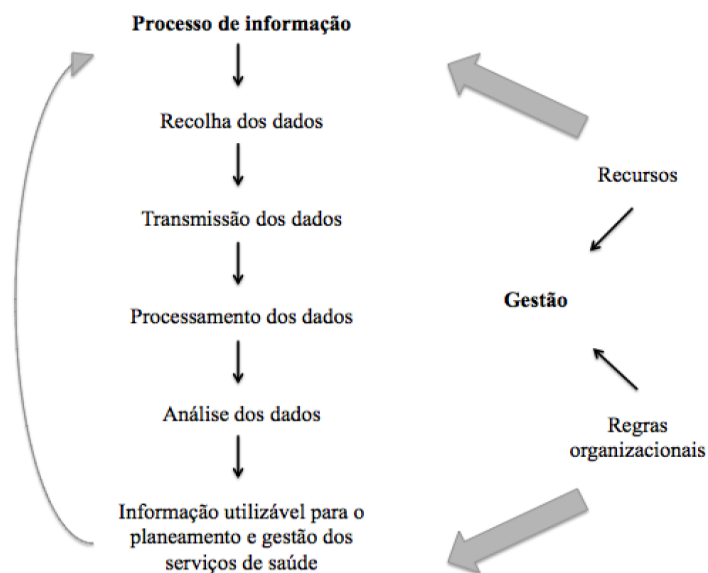 Processo de informação
Recolha dos dados
Transmissão dos dados
Processamento dos dados
Análise dos dados
Informação utilizável para o
planeamento e gestão dos
serviços de saúde
Recursos
Gestão
Regras
organizacionais